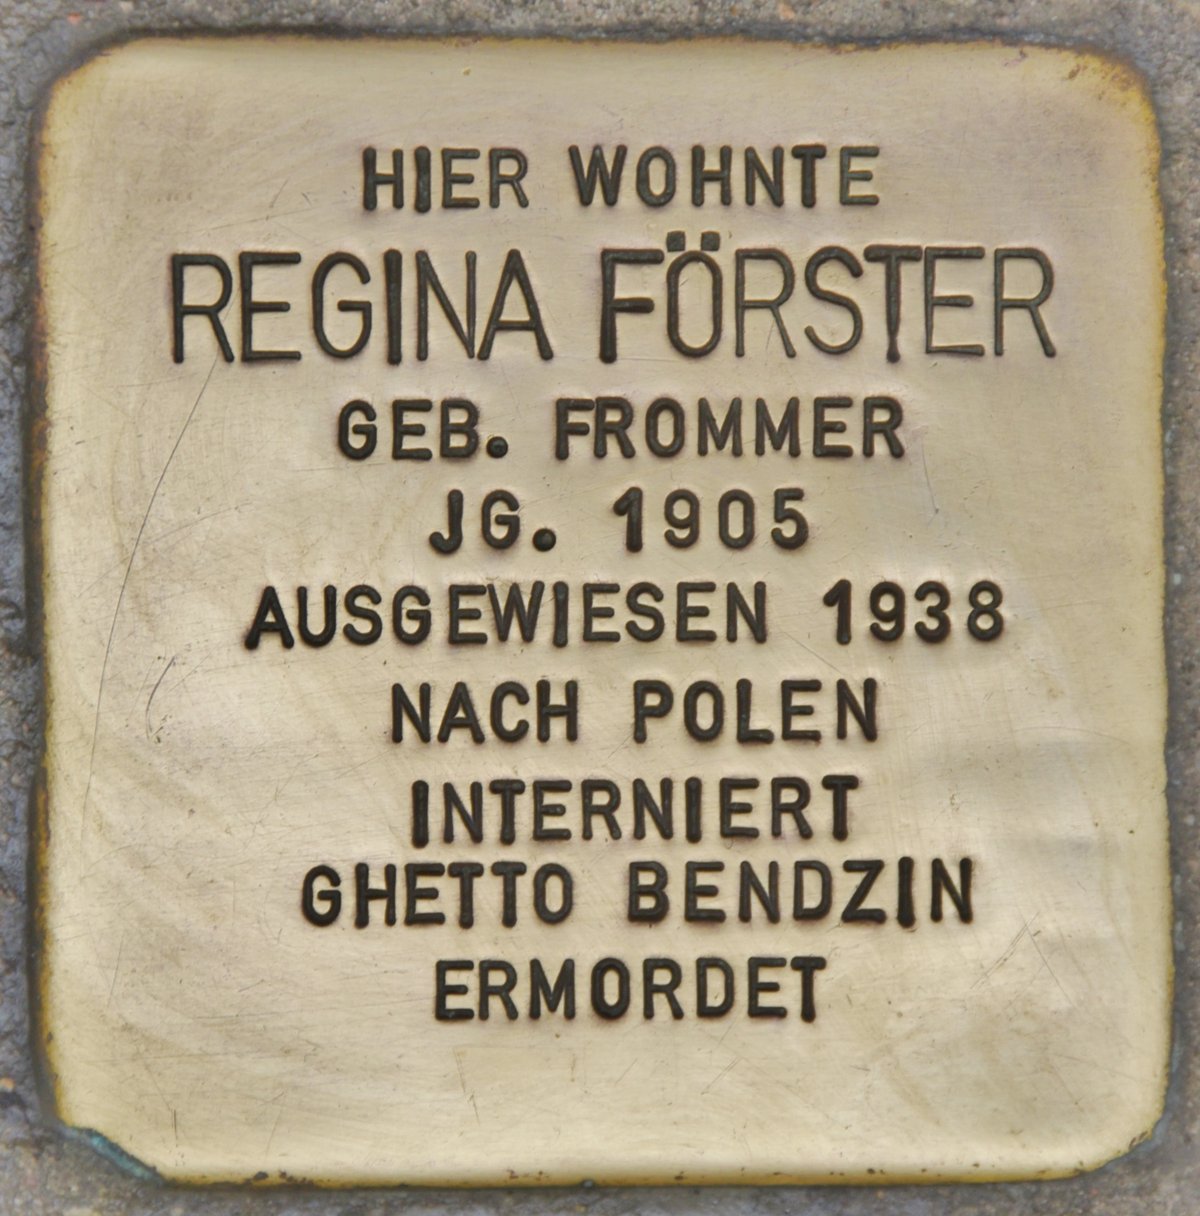 HIER WOHNTE
REGINA FÖRSTER
GEB. FROMMER
JG. 1905
AUSGEWIESEN 1938
NACH POLEN
INTERNIERT
GHETTO BENDZIN
ERMORDET